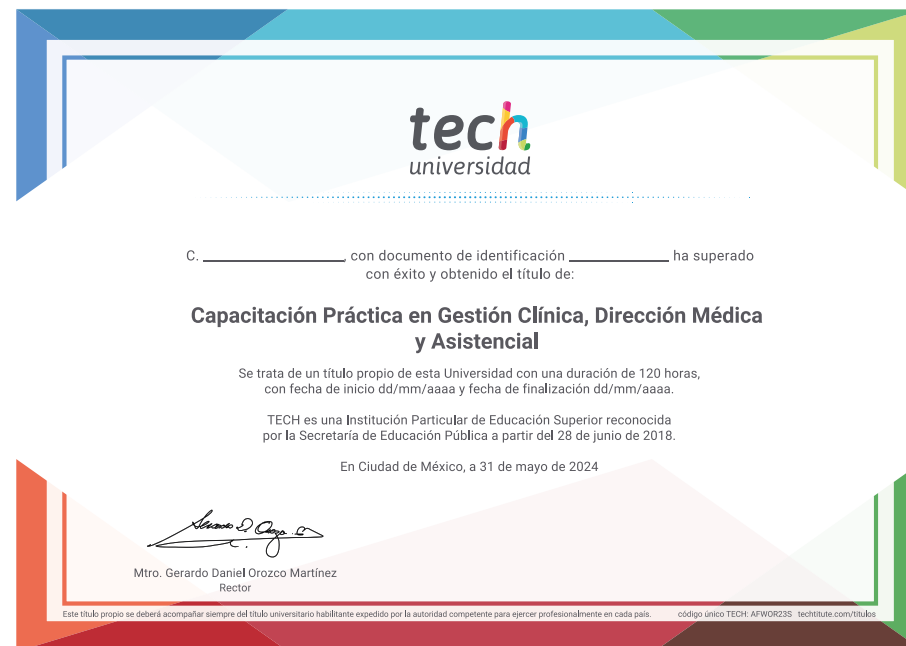 tech
universidad
C. ____________, con documento de identificación ____________ ha superado
con éxito y obtenido el título de:
Capacitación Práctica en Gestión Clínica, Dirección Médica
y Asistencial
Se trata de un título propio de esta Universidad con una duración de 120 horas,
con fecha de inicio dd/mm/aaaa y fecha de finalización dd/mm/aaaa.
TECH es una Institución Particular de Educación Superior reconocida
por la Secretaría de Educación Pública a partir del 28 de junio de 2018.
En Ciudad de México, a 31 de mayo de 2024
Mtro. Gerardo Daniel Orozco Martínez
Rector
Este título propio se deberá acompañar siempre del título universitario habilitante expedido por la autoridad competente para ejercer profesionalmente en cada país. código único TECH: AFWOR23S techtitute.com/titulos